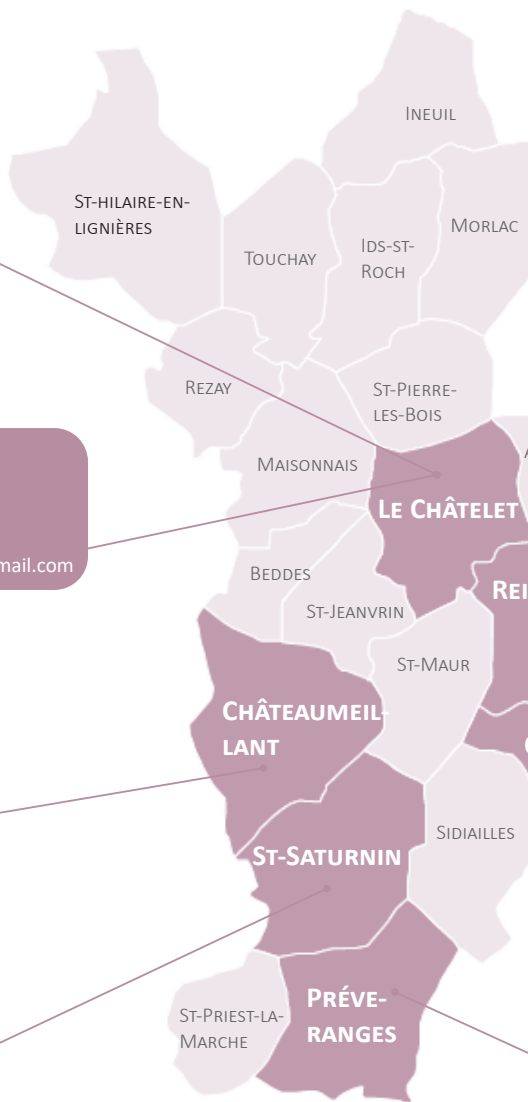 Ineuil
St-hilaire-en-
lignières
Morlac
Touchay
Ids-st-
Roch
Rezay
St-Pierre-
les-Bois
Maisonnais
Le Châtelet
mail.com
Beddes
Rei
St-Jeanvrin
St-Maur
Châteaumeil-
lant
Sidiailles
St-Saturnin
Préve-
ranges
St-Priest-la-
Marche